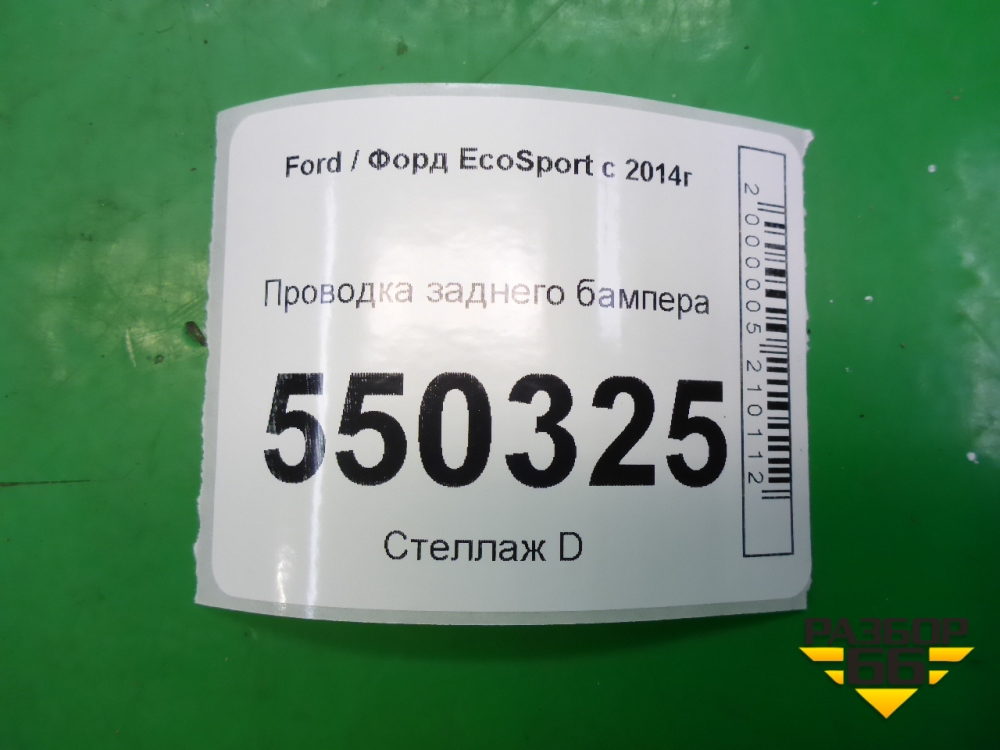 Ford / Форд EcoSport с 2014г
Проводка заднего бампера
550325
Стеллаж D
2000005210112
РАЗБОР
66